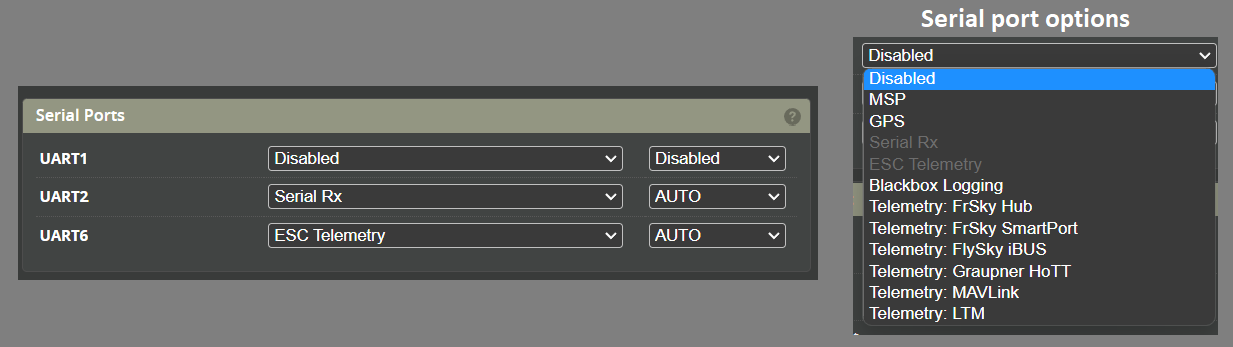 Serial port options
Serial Ports
?
UART1 Disabled Disabled
UART2 Serial Rx AUTO
UART6 ESC Telemetry AUTO
Disabled
Disabled
MSP
GPS
Serial Rx
ESC Telemetry
Blackbox Logging
Telemetry: FrSky Hub
Telemetry: FrSky SmartPort
Telemetry: FlySky iBUS
Telemetry: Graupner HoTT
Telemetry: MAVLink
Telemetry: LTM